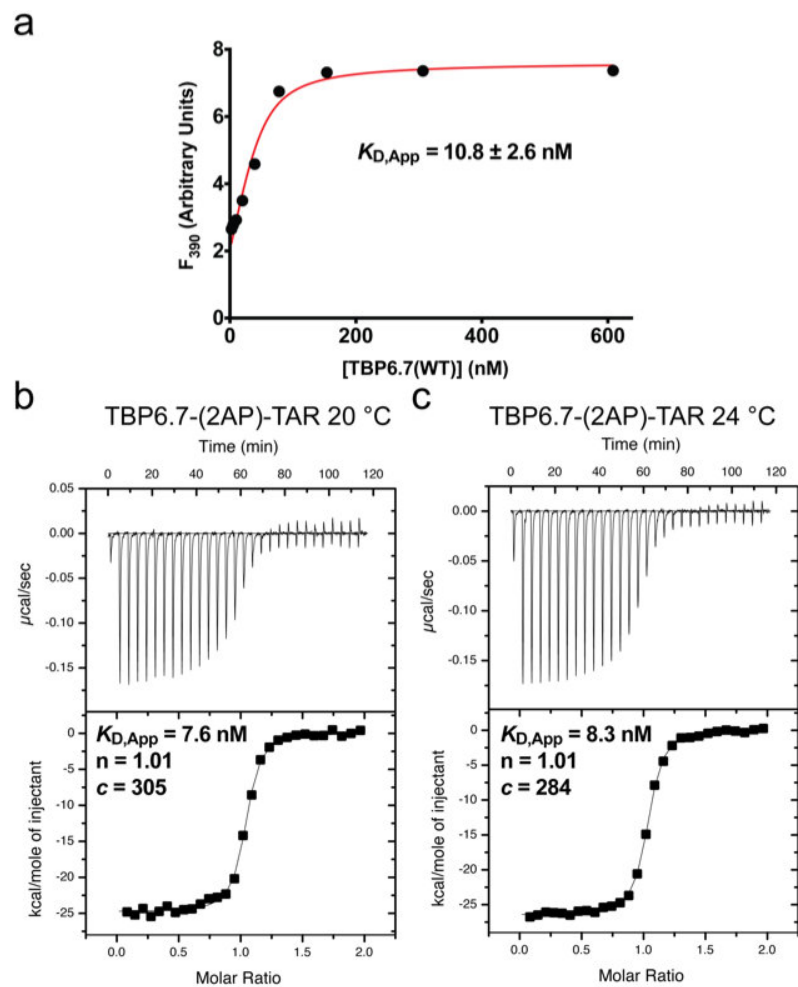 a
8
6
4
2
0
F390 (Arbitrary Units)
KD,App = 10.8 ± 2.6 nM
0 200 400 600
[TBP6.7(WT)] (nM)
b
TBP6.7-(2AP)-TAR 20 °C
Time (min)
0 20 40 60 80 100 120
0.05
0.00
-0.05
-0.10
-0.15
µcal/sec
KD,App = 7.6 nM
n = 1.01
c = 305
0
-5
-10
-15
-20
-25
kcal/mole of injectant
0.0 0.5 1.0 1.5 2.0
Molar Ratio
c
TBP6.7-(2AP)-TAR 24 °C
Time (min)
0 20 40 60 80 100 120
0.00
-0.05
-0.10
-0.15
µcal/sec
KD,App = 8.3 nM
n = 1.01
c = 284
0
-5
-10
-15
-20
-25
kcal/mole of injectant
0.0 0.5 1.0 1.5 2.0
Molar Ratio